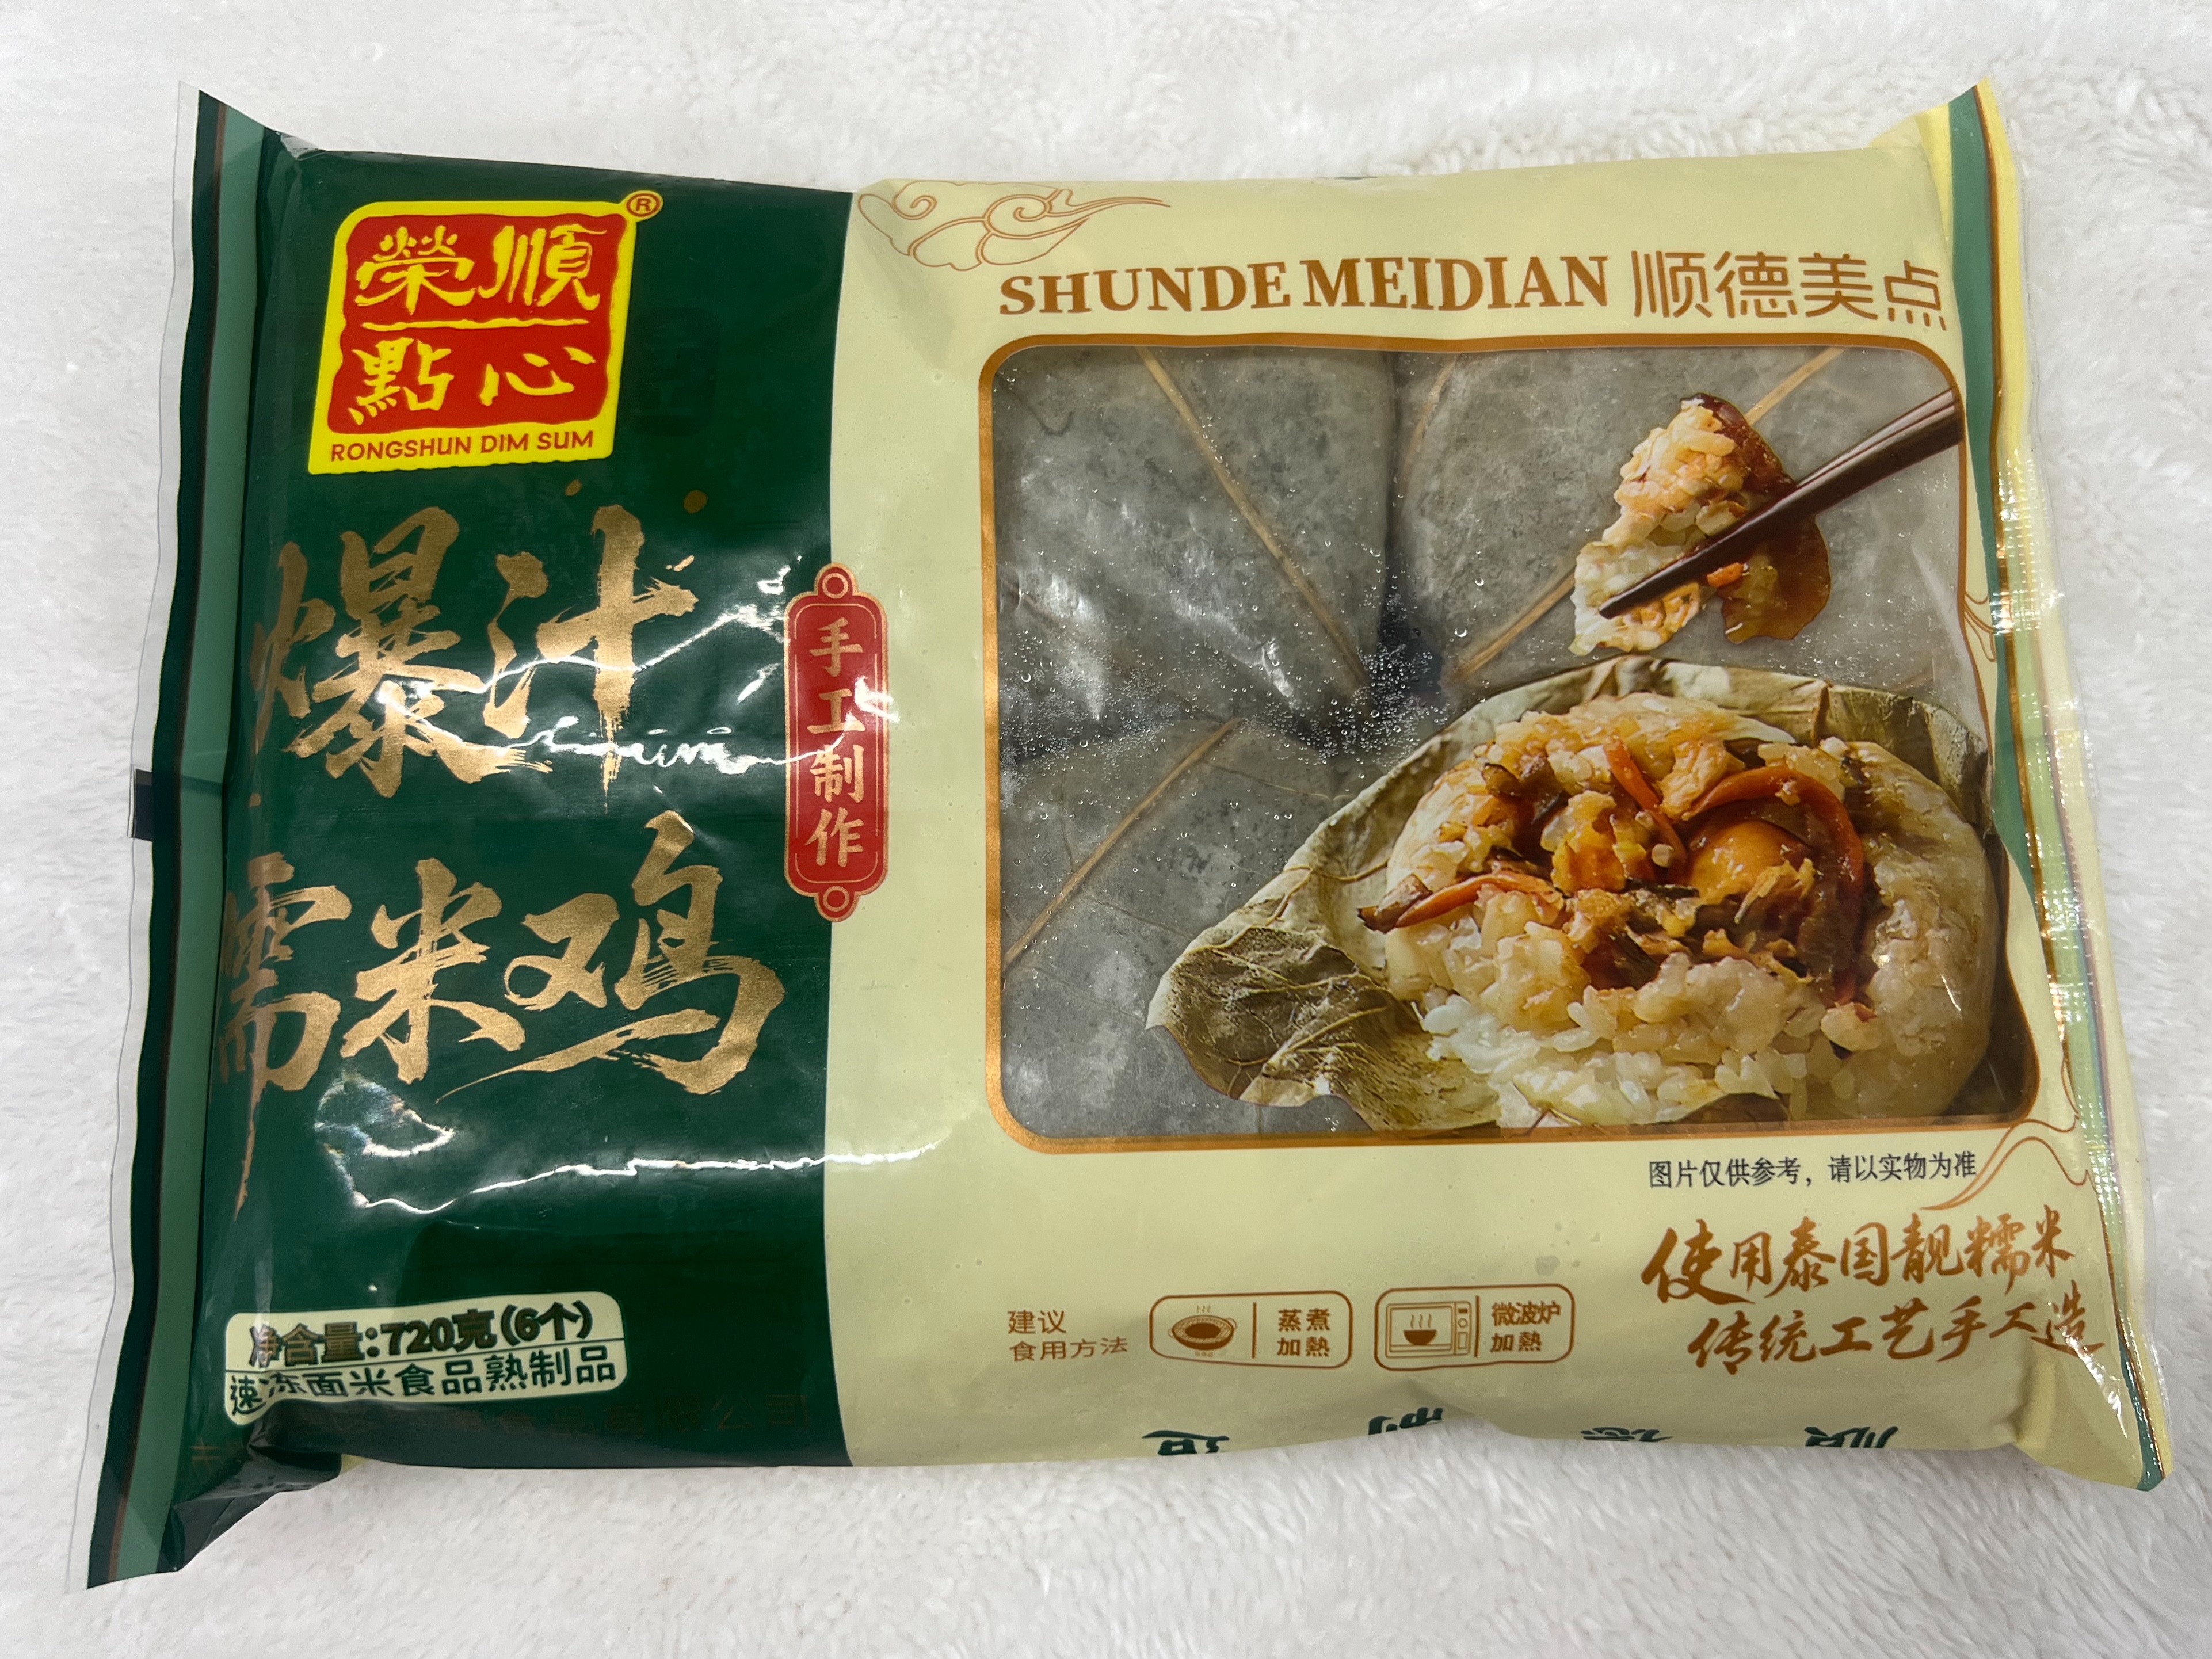 榮順®
點心
RONGSHUN DIM SUM
SHUNDE MEIDIAN 顺德美点
爆汁
糯米鸡
手工制作
图片仅供参考，请以实物为准
使用泰国靓糯米
传统工艺手工造
建议
食用方法
蒸煮
加熱
微波炉
加熱
净含量:720克(6个)
速冻面米食品熟制品